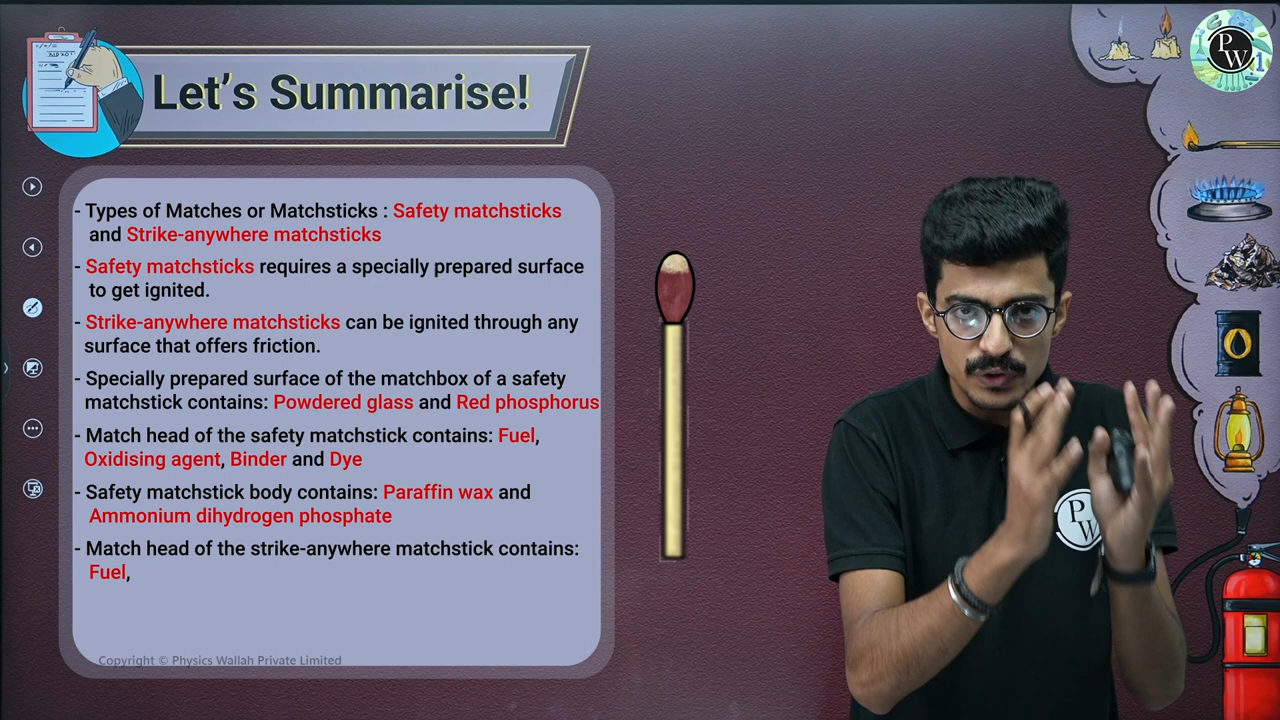 Let's Summarise!
- Types of Matches or Matchsticks : Safety matchsticks
and Strike-anywhere matchsticks
- Safety matchsticks requires a specially prepared surface
to get ignited.
- Strike-anywhere matchsticks can be ignited through any
surface that offers friction.
- Specially prepared surface of the matchbox of a safety
matchstick contains: Powdered glass and Red phosphorus
- Match head of the safety matchstick contains: Fuel,
Oxidising agent, Binder and Dye
- Safety matchstick body contains: Paraffin wax and
Ammonium dihydrogen phosphate
- Match head of the strike-anywhere matchstick contains:
Fuel,
Copyright © Physics Wallah Private Limited
PW
PW